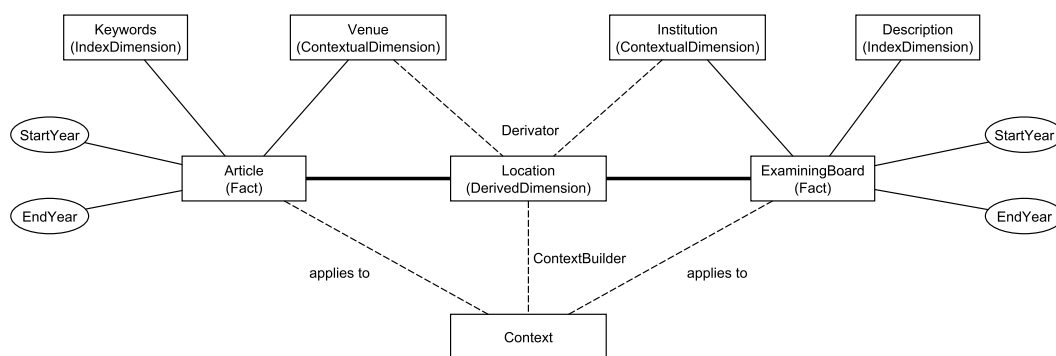 Keywords
(IndexDimension)
Venue
(ContextualDimension)
Institution
(ContextualDimension)
Description
(IndexDimension)
StartYear
Derivator
StartYear
Article
(Fact)
Location
(DerivedDimension)
ExaminingBoard
(Fact)
EndYear
EndYear
ContextBuilder
applies to
applies to
Context